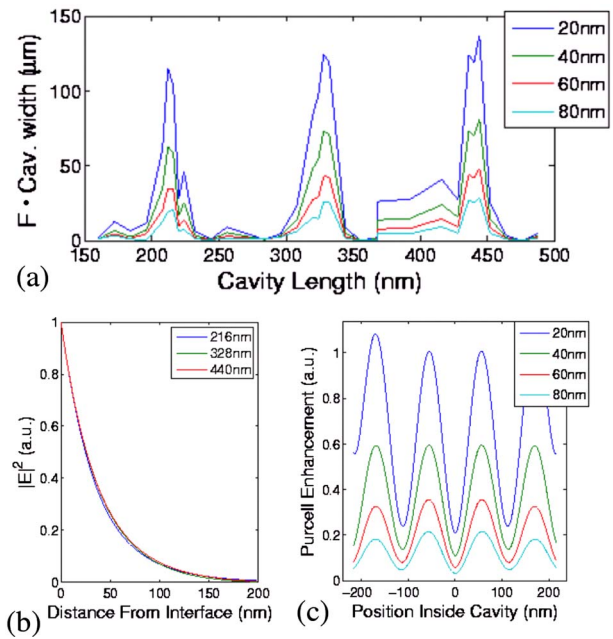 150
100
50
0
F • Cav. width (μm)
20nm
40nm
60nm
80nm
150 200 250 300 350 400 450 500
Cavity Length (nm)
(a)
1
0.8
0.6
0.4
0.2
0
|E|² (a.u.)
216nm
328nm
440nm
0 50 100 150 200
Distance From Interface (nm)
(b)
1
0.8
0.6
0.4
0.2
0
Purcell Enhancement (a.u.)
20nm
40nm
60nm
80nm
−200 −100 0 100 200
Position Inside Cavity (nm)
(c)